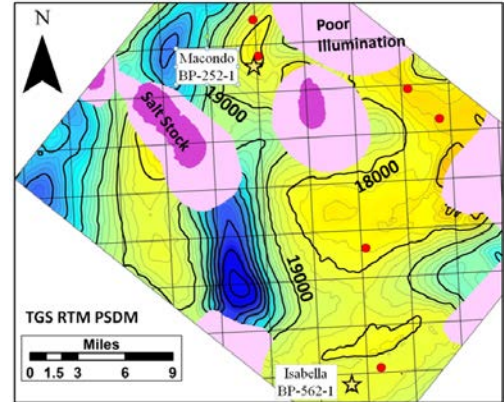 N
Poor
Illumination
Macondo
BP-252-1
19000
Salt Stock
18000
19000
TGS RTM PSDM
Miles
0 1.5 3 6 9
Isabella
BP-562-1